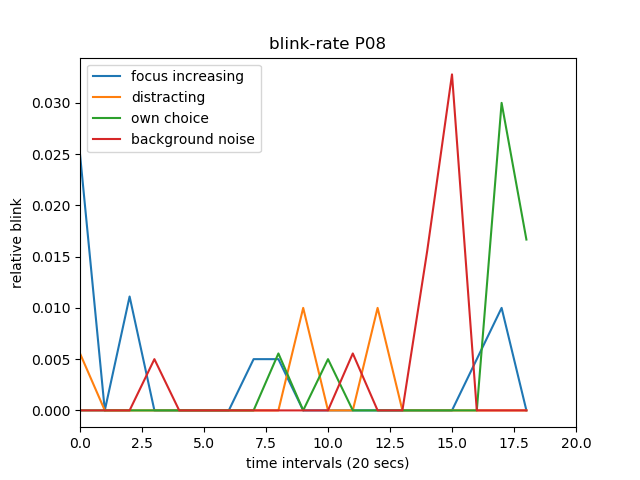 blink-rate P08
focus increasing
distracting
own choice
background noise
relative blink
0.030
0.025
0.020
0.015
0.010
0.005
0.000
0.0 2.5 5.0 7.5 10.0 12.5 15.0 17.5 20.0
time intervals (20 secs)